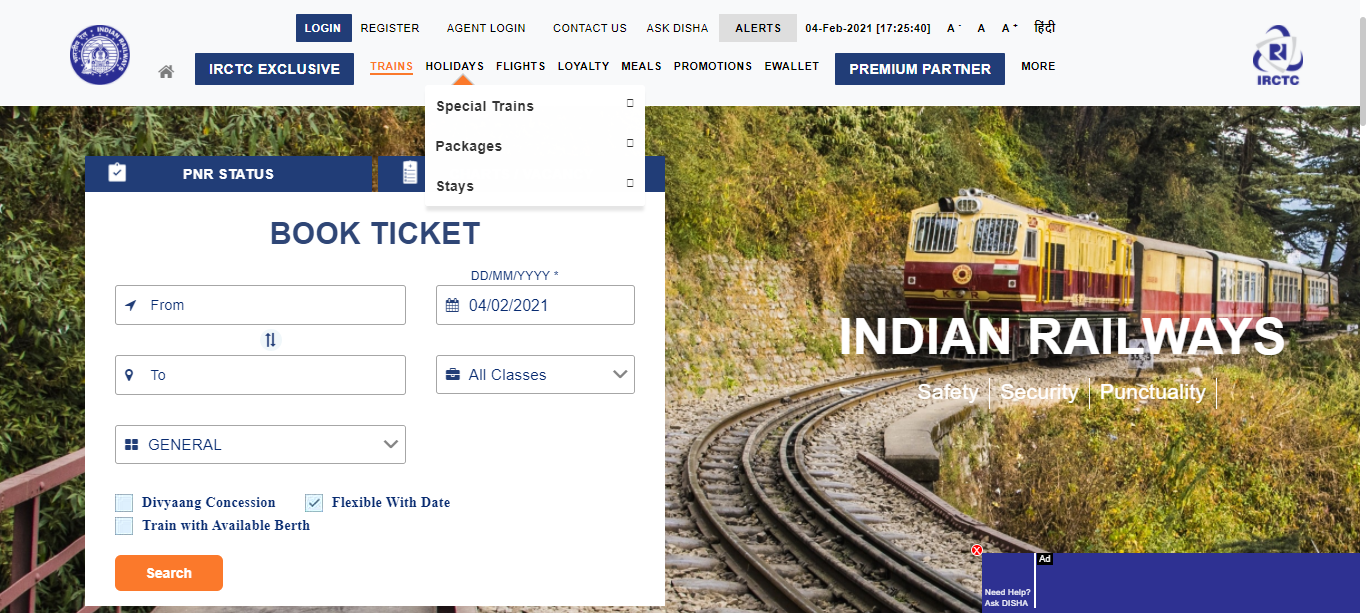 LOGIN REGISTER AGENT LOGIN CONTACT US ASK DISHA ALERTS 04-Feb-2021 [17:25:40] A - A A + हिंदी
INDIAN RAILWAYS
IRCTC EXCLUSIVE TRAINS HOLIDAYS FLIGHTS LOYALTY MEALS PROMOTIONS EWALLET PREMIUM PARTNER MORE
IRCTC
Special Trains
Packages
Stays
PNR STATUS
BOOK TICKET
DD/MM/YYYY *
From
04/02/2021
To
All Classes
GENERAL
Divyaang Concession
Flexible With Date
Train with Available Berth
Search
INDIAN RAILWAYS
Safety | Security | Punctuality |
Ad
Need Help?
Ask DISHA